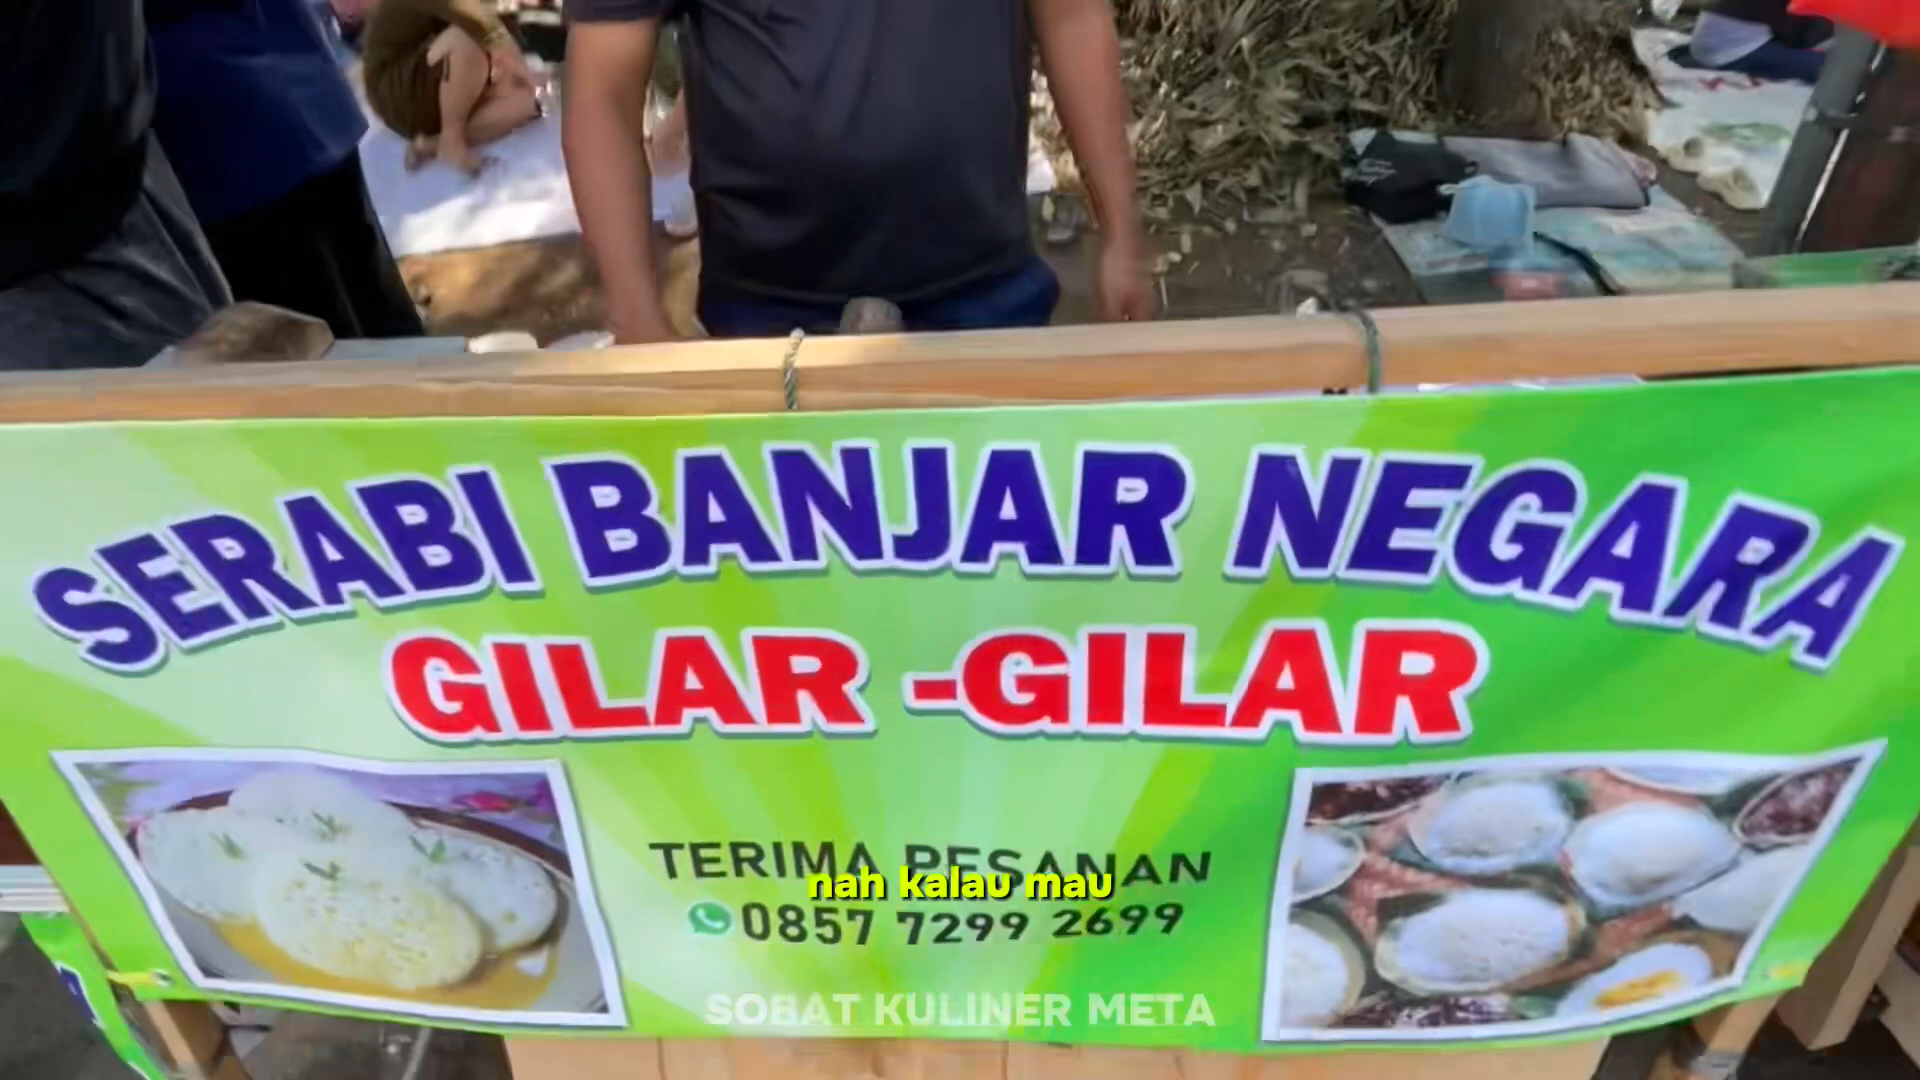 SERABI BANJAR NEGARA
GILAR -GILAR
TERIMA PESANAN
nah kalau mau
0857 7299 2699
SOBAT KULINER META